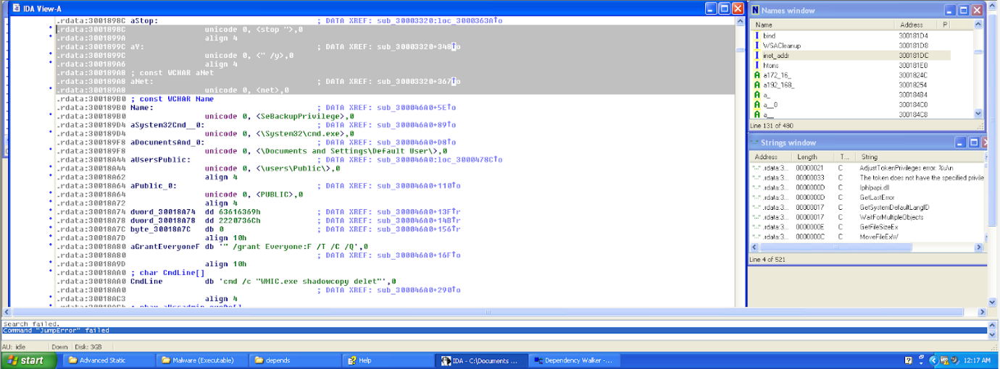 IDA View-A
.rdata:3001898C aStop: ; DATA XREF: sub_30003320:loc_3000363A↑o
.rdata:3001898C unicode 0, <stop ">,0
.rdata:3001899A align 4
.rdata:3001899C aY: ; DATA XREF: sub_30003320+348↑o
.rdata:3001899C unicode 0, <" /y>,0
.rdata:300189A6 align 4
.rdata:300189A8 ; const WCHAR aNet
.rdata:300189A8 aNet: ; DATA XREF: sub_30003320+367↑o
.rdata:300189A8 unicode 0, <net>,0
.rdata:300189B0 ; const WCHAR Name
.rdata:300189B0 Name: ; DATA XREF: sub_300046A0+5E↑o
.rdata:300189B0 unicode 0, <SeBackupPrivilege>,0
.rdata:300189D4 aSystem32Cmd__0: ; DATA XREF: sub_300046A0+89↑o
.rdata:300189D4 unicode 0, <\System32\cmd.exe>,0
.rdata:300189F8 aDocumentsAnd_0: ; DATA XREF: sub_300046A0+D8↑o
.rdata:300189F8 unicode 0, <\Documents and Settings\Default User\>,0
.rdata:30018A44 aUsersPublic: ; DATA XREF: sub_300046A0:loc_3000478C↑o
.rdata:30018A44 unicode 0, <\users\Public\>,0
.rdata:30018A62 align 4
.rdata:30018A64 aPublic_0: ; DATA XREF: sub_300046A0+110↑o
.rdata:30018A64 unicode 0, <PUBLIC>,0
.rdata:30018A72 align 4
.rdata:30018A74 dword_30018A74 dd 63616369h ; DATA XREF: sub_300046A0+13F↑r
.rdata:30018A78 dword_30018A78 dd 2220736Ch ; DATA XREF: sub_300046A0+14B↑r
.rdata:30018A7C byte_30018A7C db 0 ; DATA XREF: sub_300046A0+156↑r
.rdata:30018A7D align 10h
.rdata:30018A80 aGrantEveryoneF db '" /grant Everyone:F /T /C /Q',0
.rdata:30018A80 ; DATA XREF: sub_300046A0+16F↑o
.rdata:30018A9D align 10h
.rdata:30018AA0 ; char CmdLine[]
.rdata:30018AA0 CmdLine db 'cmd /c "WMIC.exe shadowcopy delet"',0
.rdata:30018AA0 ; DATA XREF: sub_300046A0+290↑o
.rdata:30018AC3 align 4
Names window
Name Address P
I bind 300181D4
I WSACleanup 300181D8
I inet_addr 300181DC
I htons 300181E0
A a172_16_ 3001824C
A a192_168_ 30018254
A a_ 300184B4
A a__0 300184C0
A a__ 300184C8
Line 131 of 480
Strings window
Address Length T... String
"..." .rdata:3... 00000021 C AdjustTokenPrivileges error: %u\n
"..." .rdata:3... 00000033 C The token does not have the specified privile
"..." .rdata:3... 0000000D C Iphlpapi.dll
"..." .rdata:3... 0000000D C GetLastError
"..." .rdata:3... 00000017 C GetSystemDefaultLangID
"..." .rdata:3... 00000017 C WaitForMultipleObjects
"..." .rdata:3... 0000000E C GetFileSizeEx
"..." .rdata:3... 0000000C C MoveFileExW
Line 4 of 521
Search failed.
Command "JumpError" failed
AU: idle Down Disk: 3GB
start Advanced Static Malware (Executable) depends Help IDA - C:\Documents ... Dependency Walker -... 12:17 AM